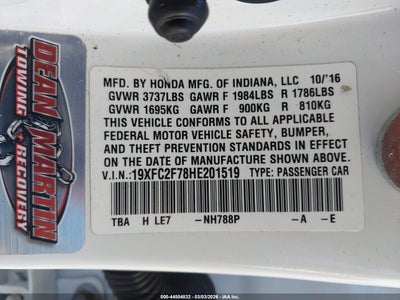 DEAN MARTIN
TOWING & RECOVERY
MFD. BY HONDA MFG. OF INDIANA, LLC 10/'16
GVWR 3737LBS GAWR F 1984LBS R 1786LBS
GVWR 1695KG GAWR F 900KG R 810KG
THIS VEHICLE CONFORMS TO ALL APPLICABLE
FEDERAL MOTOR VEHICLE SAFETY, BUMPER,
AND THEFT PREVENTION STANDARDS IN EFFECT
ON THE DATE OF MANUFACTURE SHOWN ABOVE.
V.I.N.:19XFC2F78HE201519 TYPE: PASSENGER CAR
TBA H LE7 -NH788P -A -E
ID: 44504832 - 03/03/2026 - IAA Inc.